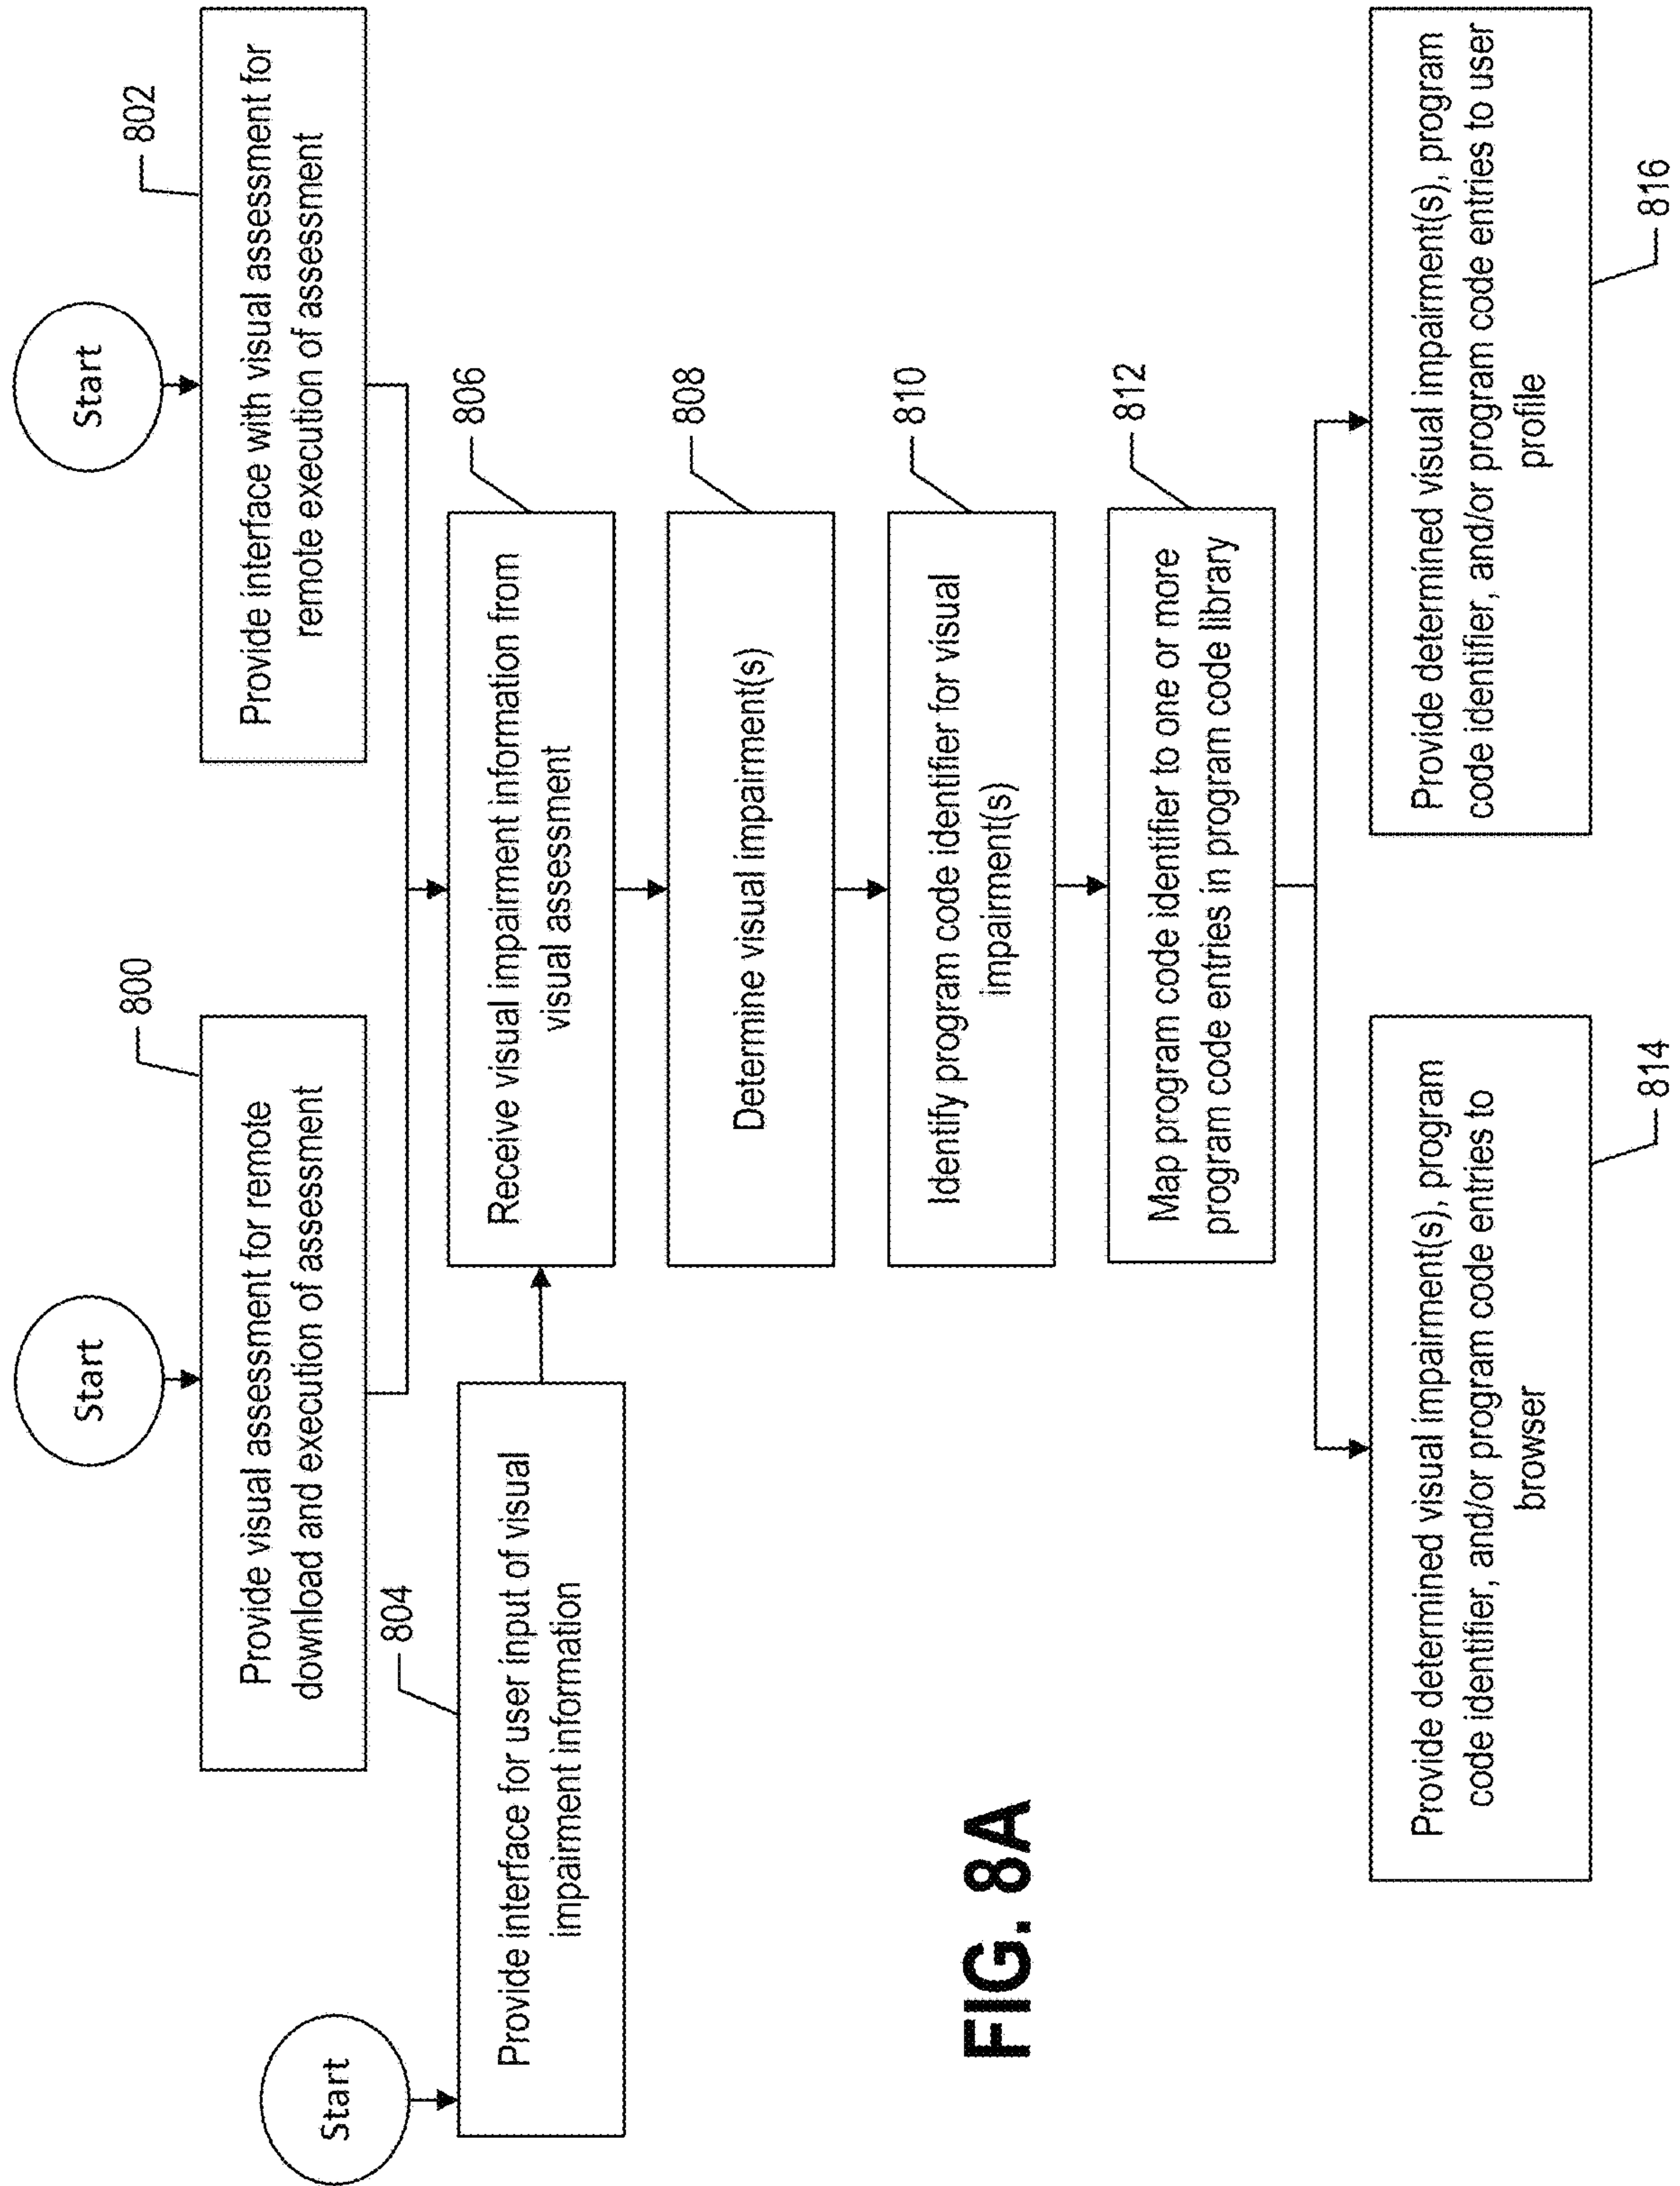 Start
800
Provide visual assessment for remote
download and execution of assessment
Start
802
Provide interface with visual assessment for
remote execution of assessment
Start
804
Provide interface for user input of visual
impairment information
806
Receive visual impairment information from
visual assessment
808
Determine visual impairment(s)
810
Identify program code identifier for visual
impairment(s)
812
Map program code identifier to one or more
program code entries in program code library
Provide determined visual impairment(s), program
code identifier, and/or program code entries to
browser
814
Provide determined visual impairment(s), program
code identifier, and/or program code entries to user
profile
816
FIG. 8A